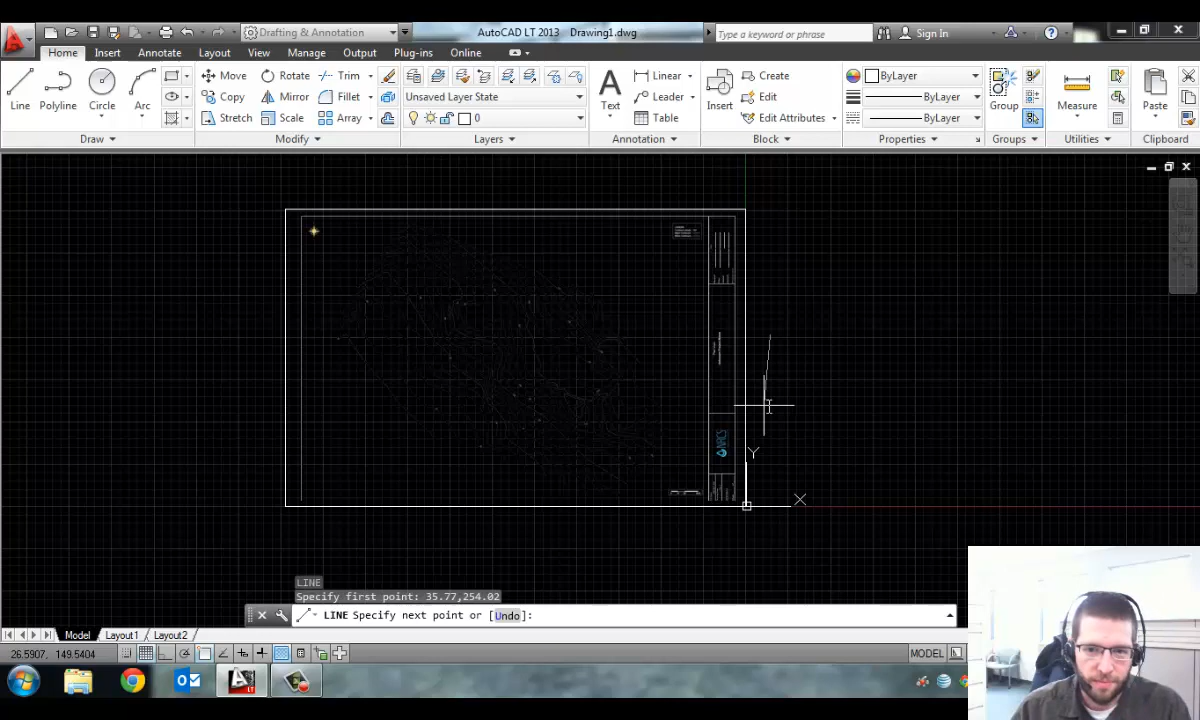 Drafting & Annotation
AutoCAD LT 2013 Drawing1.dwg
Type a keyword or phrase
Sign In
Home Insert Annotate Layout View Manage Output Plug-ins Online
Line
Polyline
Circle
Arc
Draw
Move Rotate Trim
Copy Mirror Fillet
Stretch Scale Array
Modify
Unsaved Layer State
0
Layers
Text
Linear
Leader
Table
Annotation
Insert
Create
Edit
Edit Attributes
Block
ByLayer
ByLayer
ByLayer
Properties
Group
Groups
Measure
Utilities
Paste
Clipboard
NRCS
Y
X
LINE
Specify first point: 35.77,254.02
LINE Specify next point or [Undo]:
Model Layout1 Layout2
26.5907, 149.5404
MODEL